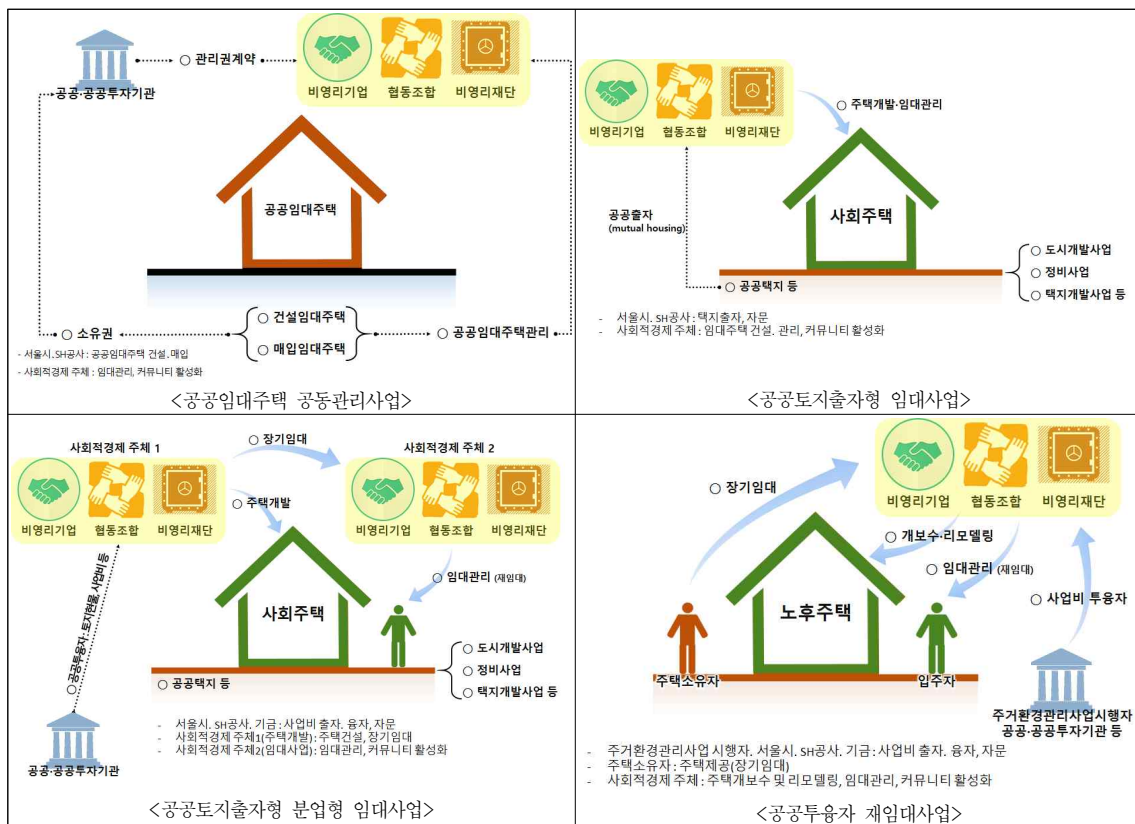 ○ 관리권계약
비영리기업 협동조합 비영리재단
공공·공공투자기관
공공임대주택
○ 건설임대주택
○ 매입임대주택
○ 소유권
○ 공공임대주택관리
- 서울시.SH공사 : 공공임대주택 건설.매입
- 사회적경제 주체 : 임대관리, 커뮤니티 활성화
<공공임대주택 공동관리사업>
비영리기업 협동조합 비영리재단
○ 주택개발·임대관리
사회주택
공공출자
(mutual housing)
○ 도시개발사업
○ 정비사업
○ 택지개발사업 등
○ 공공택지 등
- 서울시. SH공사 : 택지출자, 자문
- 사회적경제 주체 : 임대주택 건설. 관리, 커뮤니티 활성화
<공공토지출자형 임대사업>
사회적경제 주체 1
○ 장기임대
사회적경제 주체 2
비영리기업 협동조합 비영리재단
비영리기업 협동조합 비영리재단
○ 주택개발
○ 임대관리 (재임대)
사회주택
○ 공공투융자 : 토지현물, 사업비 등
○ 도시개발사업
○ 정비사업
○ 택지개발사업 등
○ 공공택지 등
공공·공공투자기관
- 서울시. SH공사. 기금 : 사업비 출자. 융자, 자문
- 사회적경제 주체1(주택개발) : 주택건설, 장기임대
- 사회적경제 주체2(임대사업) : 임대관리, 커뮤니티 활성화
<공공토지출자형 분업형 임대사업>
○ 장기임대
비영리기업 협동조합 비영리재단
○ 개보수·리모델링
○ 임대관리 (재임대)
○ 사업비 투융자
노후주택
주택소유자
입주자
주거환경관리사업시행자
공공·공공투자기관 등
- 주거환경관리사업 시행자. 서울시. SH공사. 기금 : 사업비 출자. 융자, 자문
- 주택소유자 : 주택제공(장기임대)
- 사회적경제 주체 : 주택개보수 및 리모델링, 임대관리, 커뮤니티 활성화
<공공투융자 재임대사업>